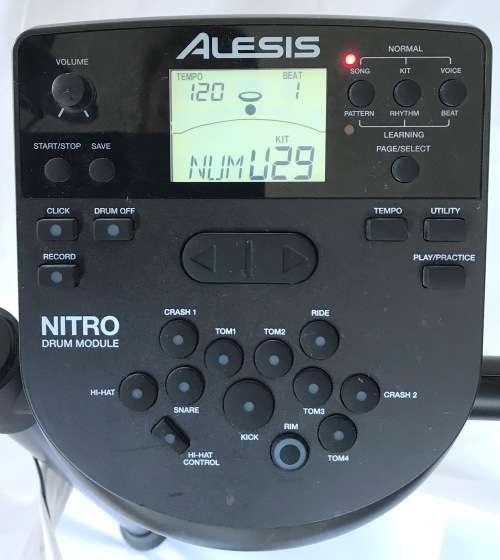 ALESIS
VOLUME
TEMPO BEAT
120 1
KIT
NUM U29
NORMAL
SONG KIT VOICE
PATTERN RHYTHM BEAT
LEARNING
START/STOP SAVE
PAGE/SELECT
CLICK DRUM OFF
TEMPO UTILITY
RECORD
PLAY/PRACTICE
NITRO
DRUM MODULE
CRASH 1
RIDE
TOM1 TOM2
HI-HAT
CRASH 2
SNARE
TOM3
KICK
RIM
HI-HAT
CONTROL
TOM4